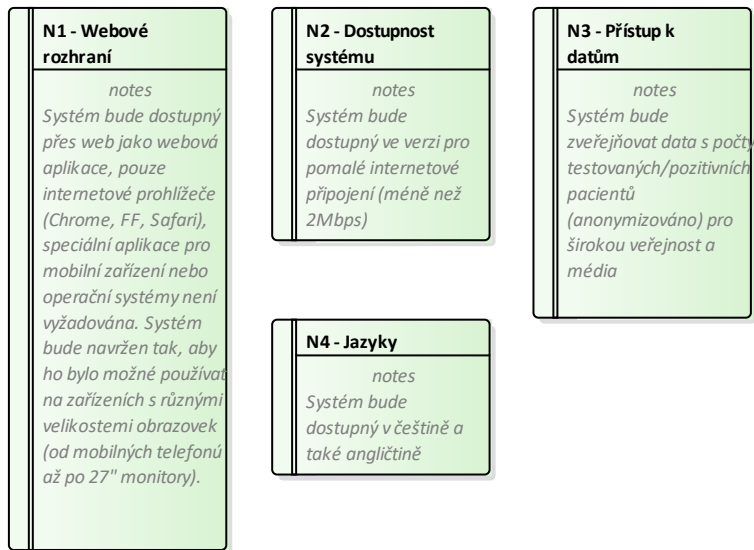 N1 - Webové
rozhraní
notes
Systém bude dostupný
přes web jako webová
aplikace, pouze
internetové prohlížeče
(Chrome, FF, Safari),
speciální aplikace pro
mobilní zařízení nebo
operační systémy není
vyžadována. Systém
bude navržen tak, aby
ho bylo možné používat
na zařízeních s různými
velikostemi obrazovek
(od mobilných telefonů
až po 27" monitory).
N2 - Dostupnost
systému
notes
Systém bude
dostupný ve verzi pro
pomalé internetové
připojení (méně než
2Mbps)
N3 - Přístup k
datům
notes
Systém bude
zveřejňovat data s počty
testovaných/pozitivních
pacientů
(anonymizováno) pro
širokou veřejnost a
média
N4 - Jazyky
notes
Systém bude
dostupný v češtině a
také angličtině